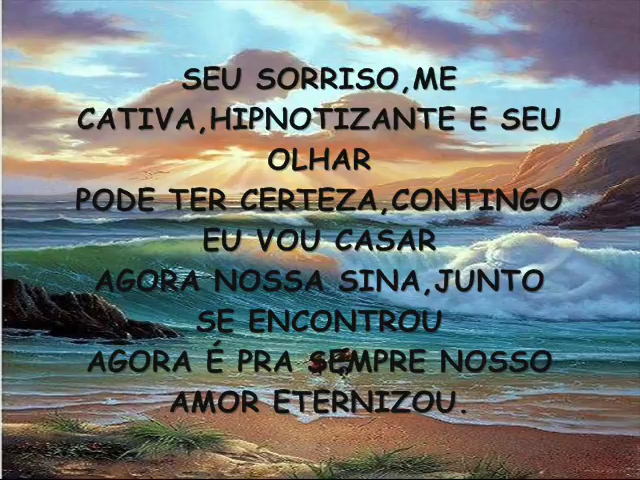 SEU SORRISO,ME
CATIVA,HIPNOTIZANTE E SEU
OLHAR
PODE TER CERTEZA,CONTINGO
EU VOU CASAR
AGORA NOSSA SINA,JUNTO
SE ENCONTROU
AGORA É PRA SEMPRE NOSSO
AMOR ETERNIZOU.